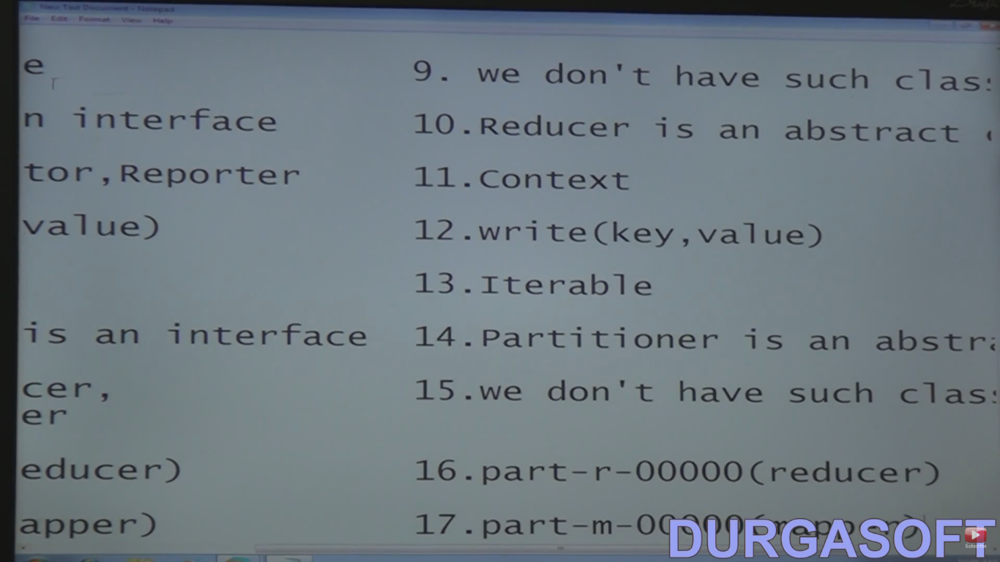 New Text Document - Notepad
File Edit Format View Help
e 9. we don't have such clas
n interface 10.Reducer is an abstract
tor,Reporter 11.Context
value) 12.write(key,value)
13.Iterable
is an interface 14.Partitioner is an abstra
cer, 15.we don't have such clas
er
educer) 16.part-r-00000(reducer)
apper) 17.part-m-00000(mapper)
DURGASOFT
Subscribe